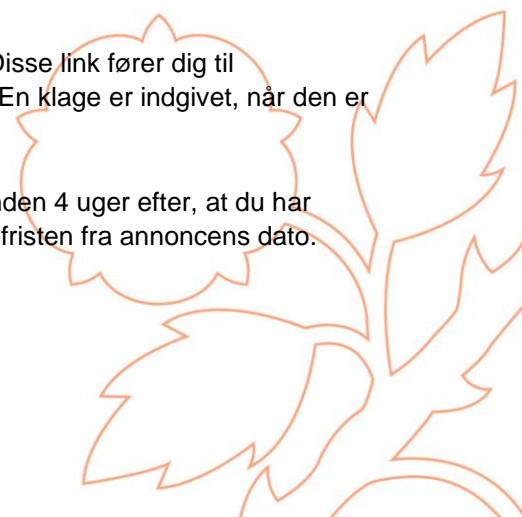 Disse link fører dig til
En klage er indgivet, når den er
nden 4 uger efter, at du har
fristen fra annoncens dato.